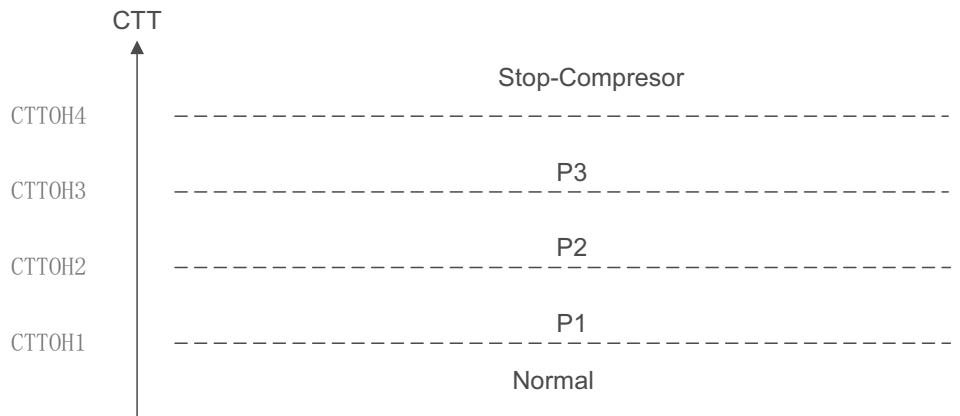 CTT
Stop-Compresor
CTTOH4
P3
CTTOH3
P2
CTTOH2
P1
CTTOH1
Normal